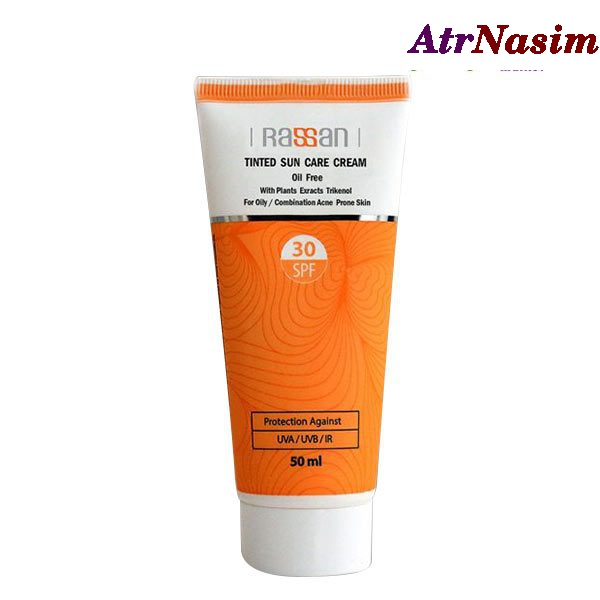 AtrNasim
| Rassan |
TINTED SUN CARE CREAM
Oil Free
With Plants Exracts Trikenol
For Oily / Combination Acne Prone Skin
30
SPF
Protection Against
UVA / UVB / IR
50 ml